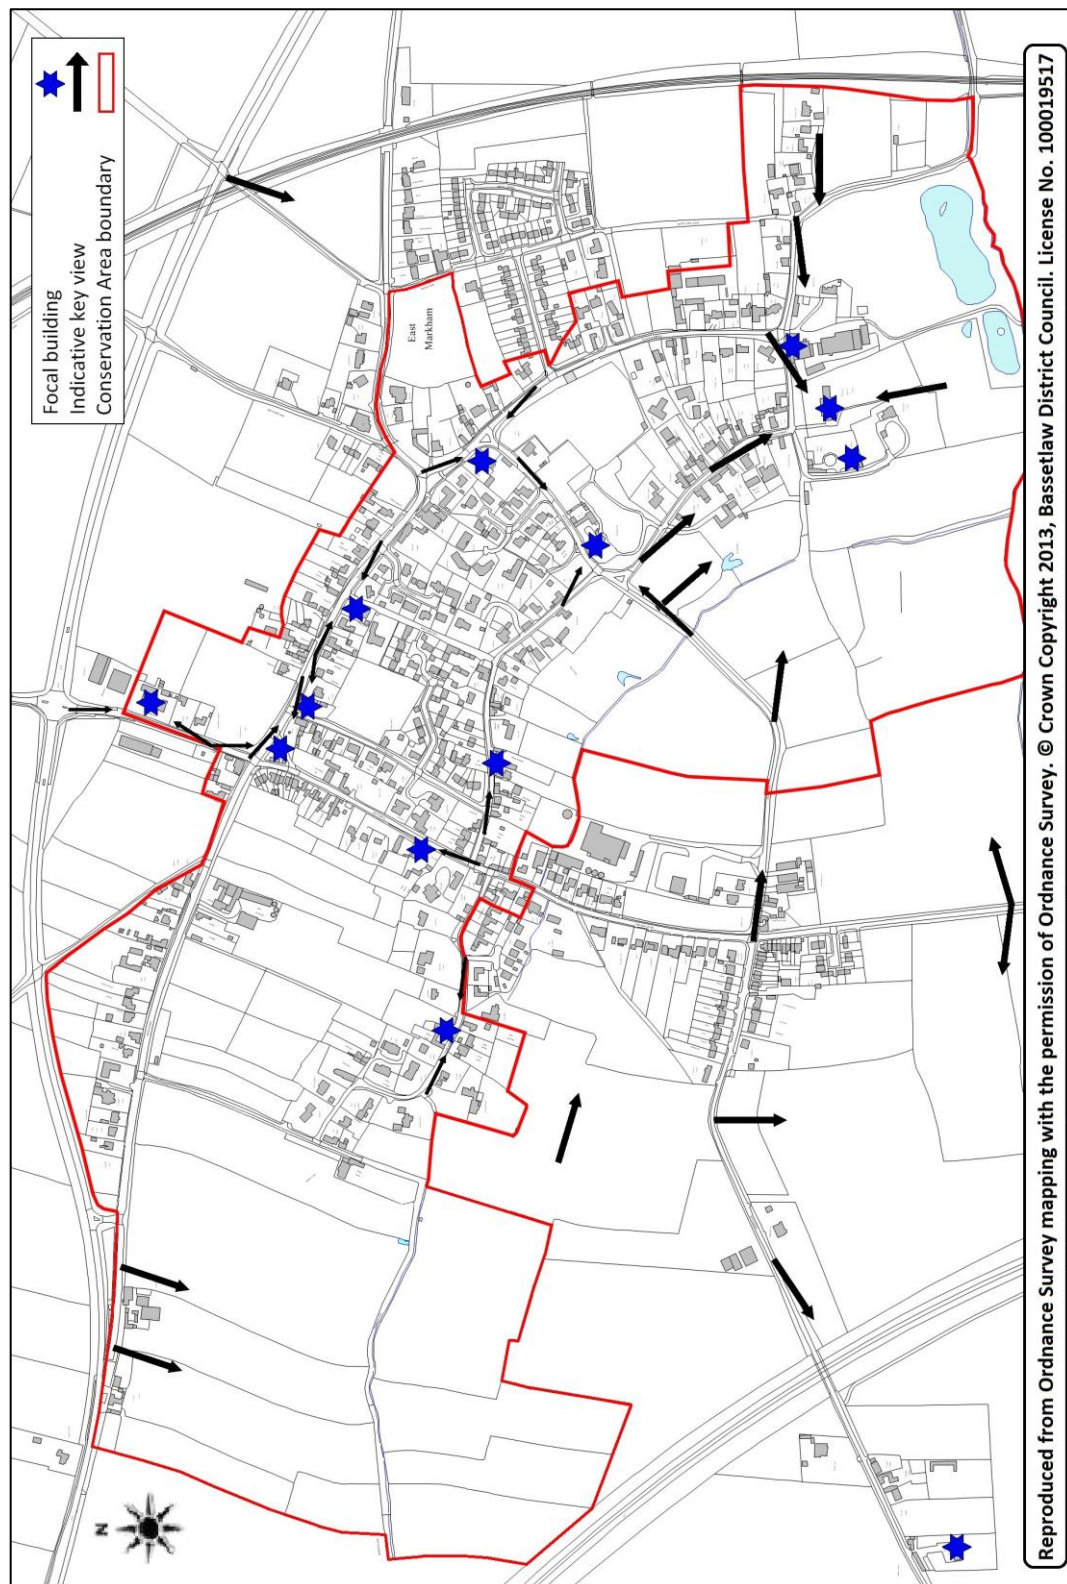 Focal building
Indicative key view
Conservation Area boundary
East
Markham
N
Reproduced from Ordnance Survey mapping with the permission of Ordnance Survey. © Crown Copyright 2013, Bassetlaw District Council. License No. 100019517